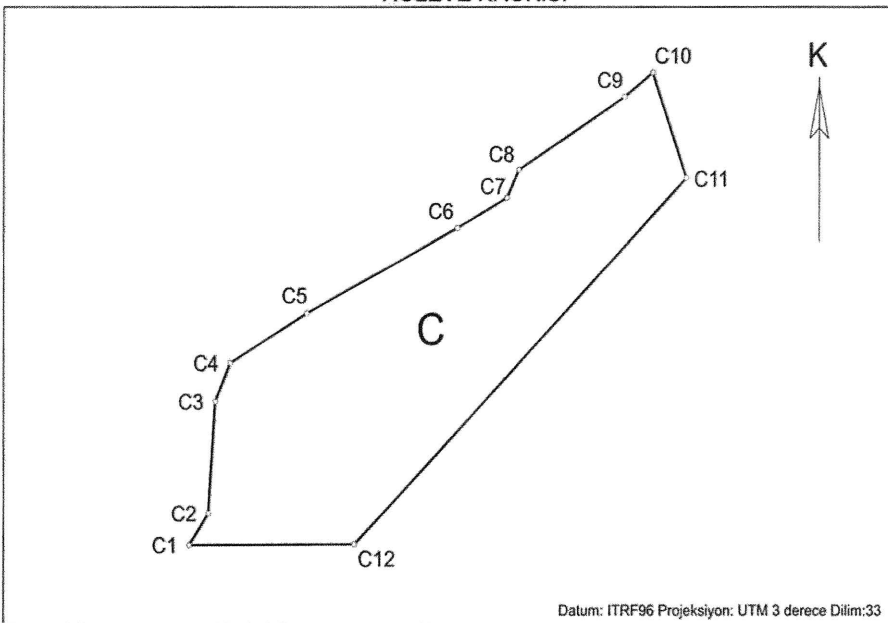 C10
K
C9
C8
C11
C7
C6
C5
C
C4
C3
C2
C1
C12
Datum: ITRF96 Projeksiyon: UTM 3 derece Dilim:33